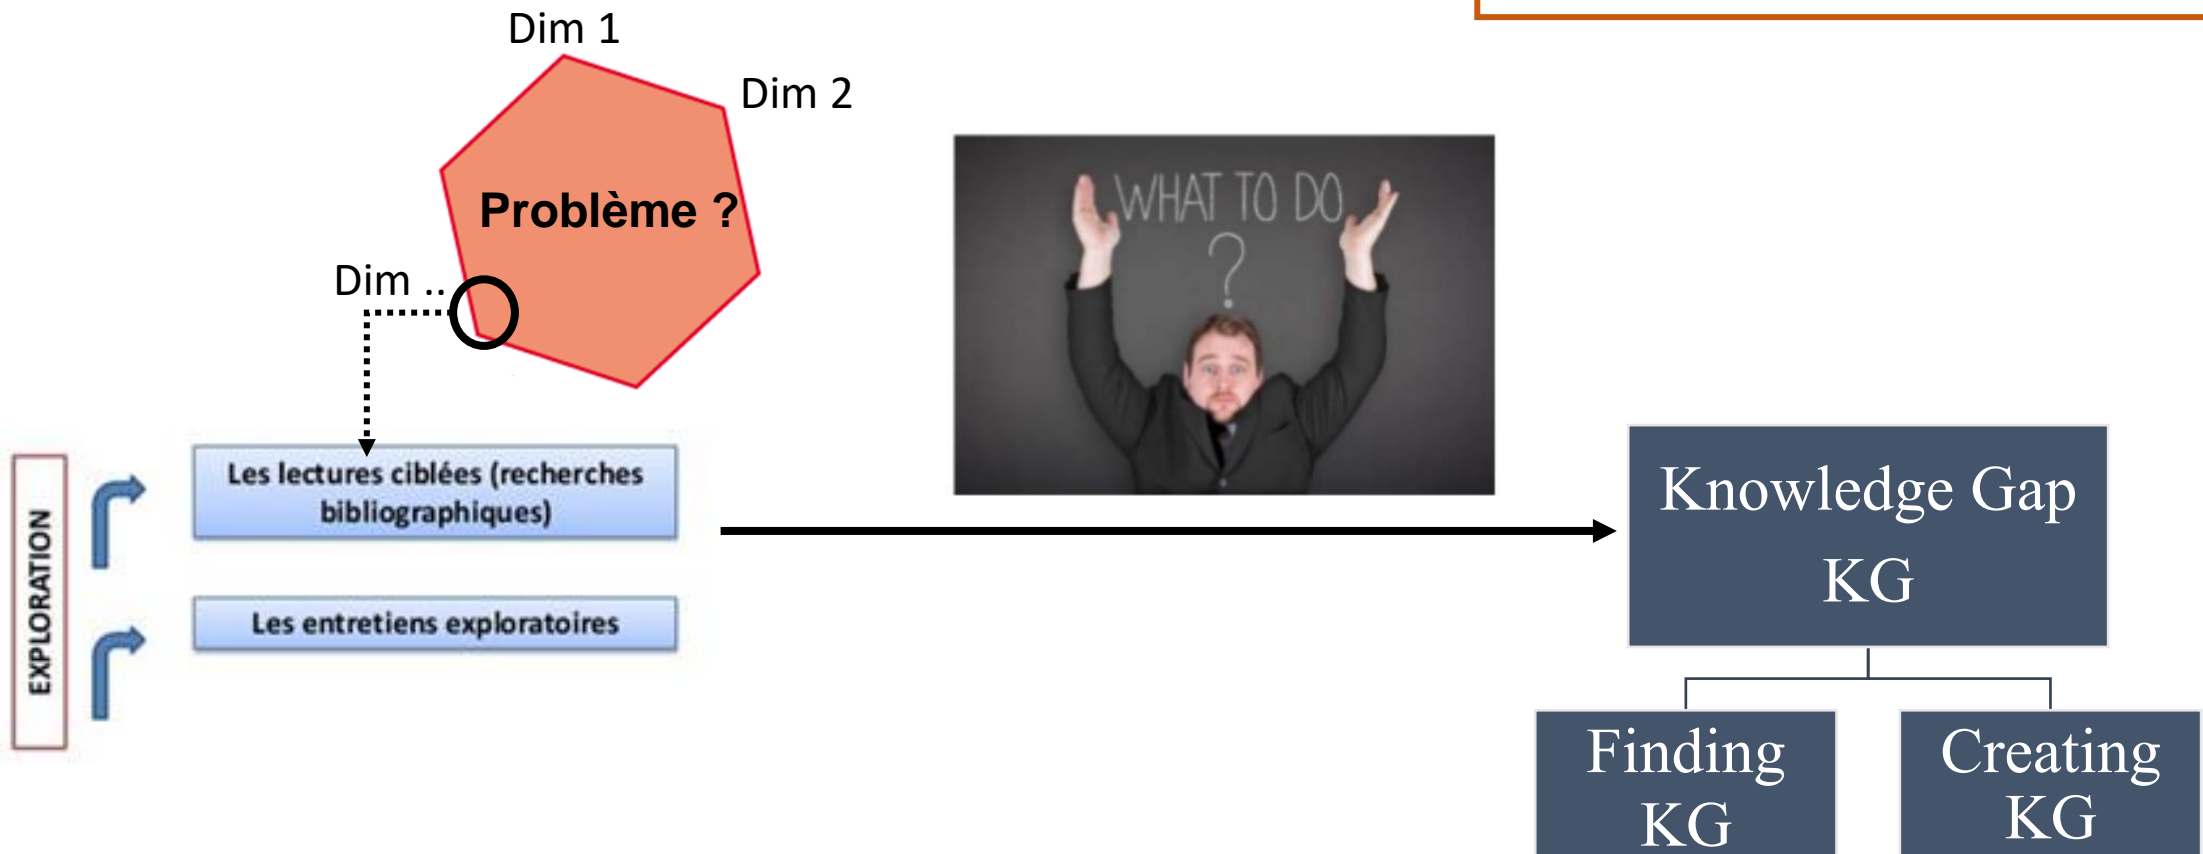 Dim 1
Dim 2
Problème ?
Dim ..
WHAT TO DO
?
EXPLORATION
Les lectures ciblées (recherches
bibliographiques)
Les entretiens exploratoires
Knowledge Gap
KG
Finding
KG
Creating
KG